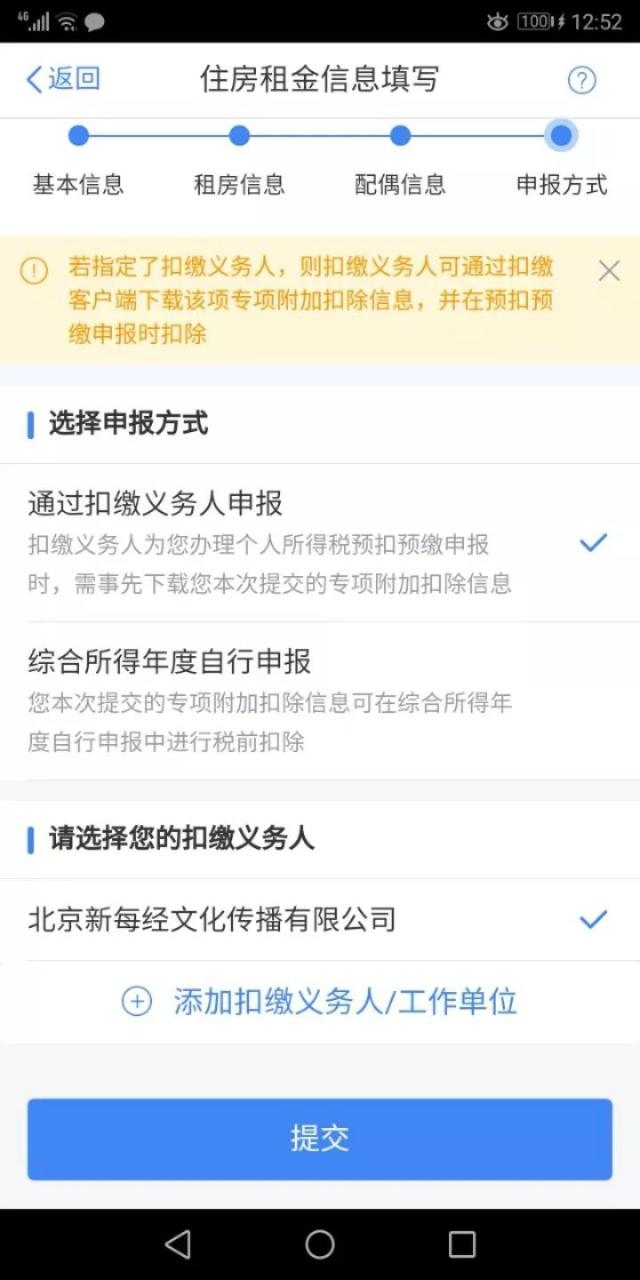 4G
100
12:52
返回
住房租金信息填写
?
基本信息
租房信息
配偶信息
申报方式
若指定了扣缴义务人，则扣缴义务人可通过扣缴
客户端下载该项专项附加扣除信息，并在预扣预
缴申报时扣除
选择申报方式
通过扣缴义务人申报
扣缴义务人为您办理个人所得税预扣预缴申报
时，需事先下载您本次提交的专项附加扣除信息
综合所得年度自行申报
您本次提交的专项附加扣除信息可在综合所得年
度自行申报中进行税前扣除
请选择您的扣缴义务人
北京新每经文化传播有限公司
添加扣缴义务人/工作单位
提交